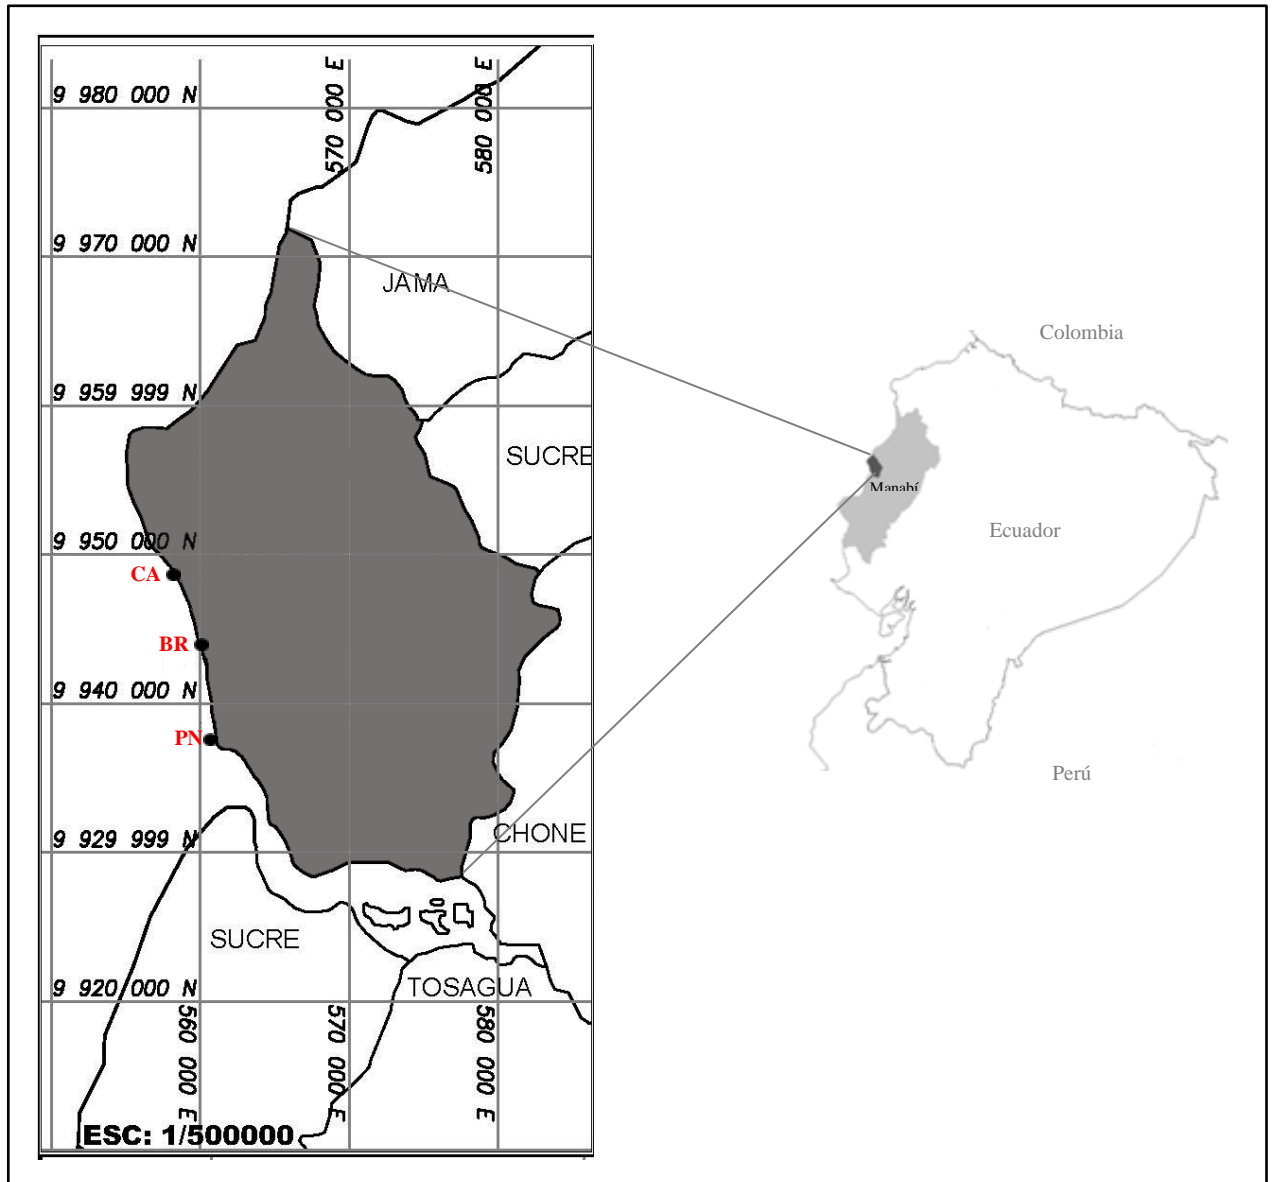 570 000 E
580 000 E
9 980 000 N
9 970 000 N
JAMA
Colombia
9 959 999 N
SUCRE
Manabí
Ecuador
9 950 000 N
CA
BR
9 940 000 N
PN
Perú
9 929 999 N
CHONE
SUCRE
9 920 000 N
TOSAGUA
560 000 E
570 000 E
580 000 E
ESC: 1/500000